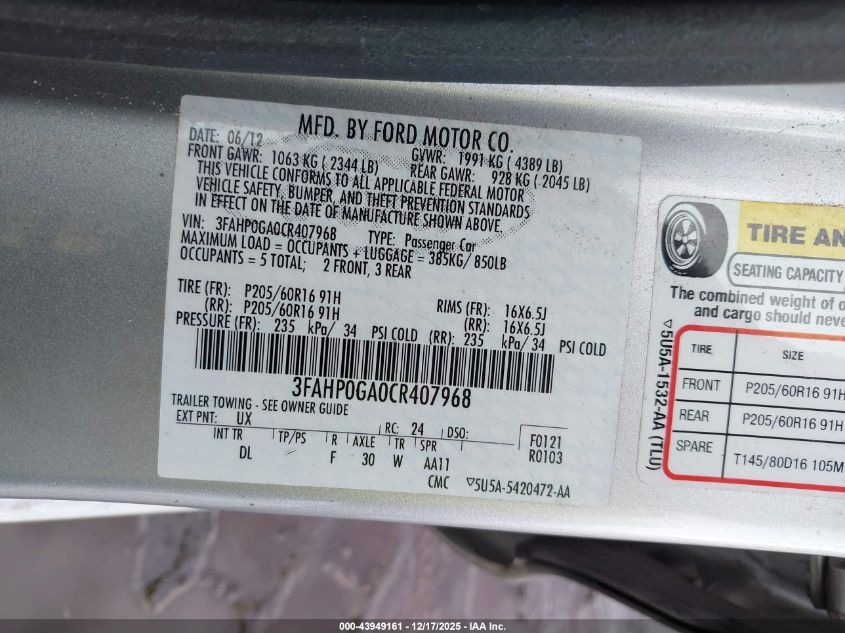 MFD. BY FORD MOTOR CO.
DATE: 06/12 GVWR: 1991 KG ( 4389 LB)
FRONT GAWR: 1063 KG ( 2344 LB) REAR GAWR: 928 KG ( 2045 LB)
THIS VEHICLE CONFORMS TO ALL APPLICABLE FEDERAL MOTOR
VEHICLE SAFETY, BUMPER, AND THEFT PREVENTION STANDARDS
IN EFFECT ON THE DATE OF MANUFACTURE SHOWN ABOVE.
VIN: 3FAHP0GA0CR407968 TYPE: Passenger Car
MAXIMUM LOAD = OCCUPANTS + LUGGAGE = 385KG/ 850LB
OCCUPANTS = 5 TOTAL; 2 FRONT, 3 REAR
TIRE (FR): P205/60R16 91H RIMS (FR): 16X6.5J
(RR): P205/60R16 91H (RR): 16X6.5J
PRESSURE (FR): 235 kPa/ 34 PSI COLD (RR): 235 kPa/ 34 PSI COLD
3FAHP0GA0CR407968
TRAILER TOWING - SEE OWNER GUIDE
EXT PNT: UX RC: 24 DSO: F0121
R0103
INT TR TP/PS R AXLE TR SPR
DL F 30 W AA11
CMC ▽5U5A-5420472-AA
TIRE AN
SEATING CAPACITY
The combined weight of o
and cargo should neve
TIRE SIZE
FRONT P205/60R16 91H
REAR P205/60R16 91H
SPARE T145/80D16 105M
▽5U5A-1532-AA (TLU)
000-43949161 - 12/17/2025 - IAA Inc.